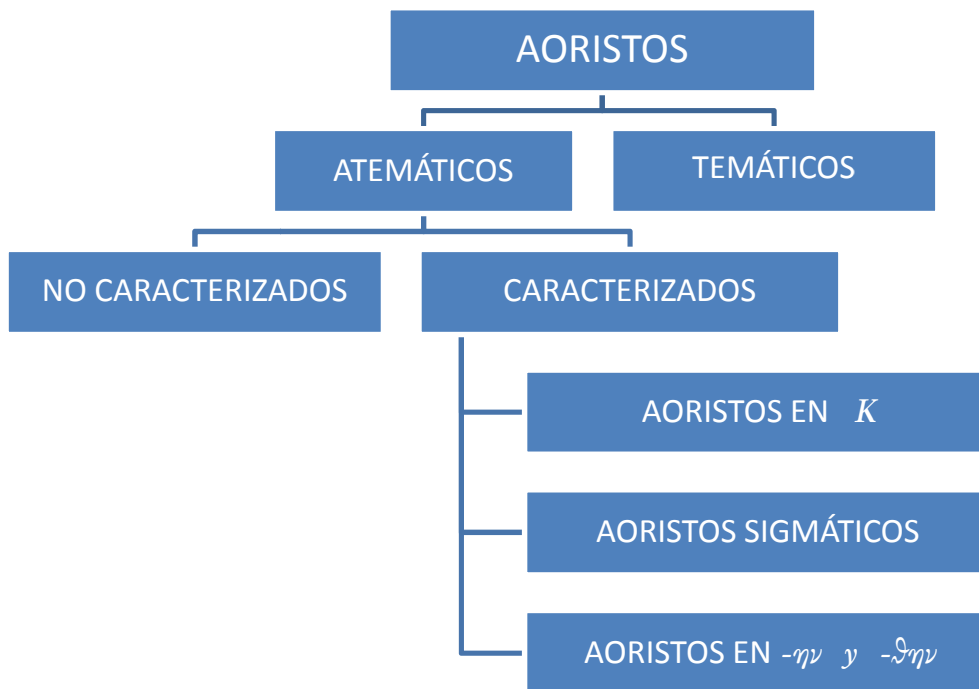 AORISTOS
ATEMÁTICOS
TEMÁTICOS
NO CARACTERIZADOS
CARACTERIZADOS
AORISTOS EN Κ
AORISTOS SIGMÁTICOS
AORISTOS EN -ην y -ϑην